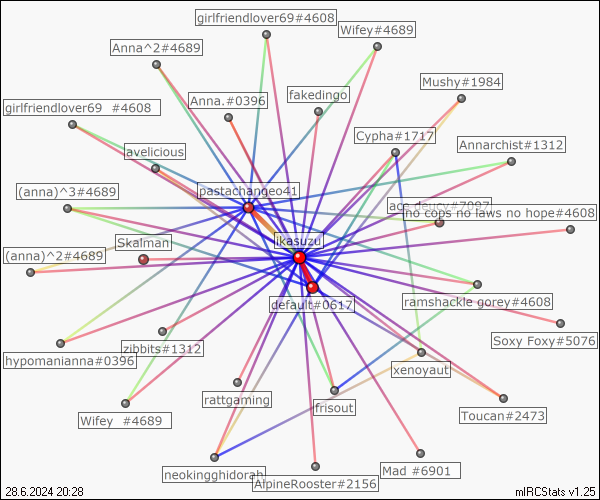 girlfriendlover69#4608
Wifey#4689
Anna^2#4689
Mushy#1984
fakedingo
Anna.#0396
girlfriendlover69 #4608
Cypha#1717
Annarchist#1312
avelicious
(anna)^3#4689
pastachangeo41
ace deucy#7097
no cops no laws no hope#4608
Skalman
ikasuzu
(anna)^2#4689
default#0617
ramshackle gorey#4608
Soxy Foxy#5076
zibbits#1312
hypomanianna#0396
xenoyaut
rattgaming
frisout
Toucan#2473
Wifey #4689
neokingghidorah
Mad #6901
AlpineRooster#2156
28.6.2024 20:28
mIRCStats v1.25